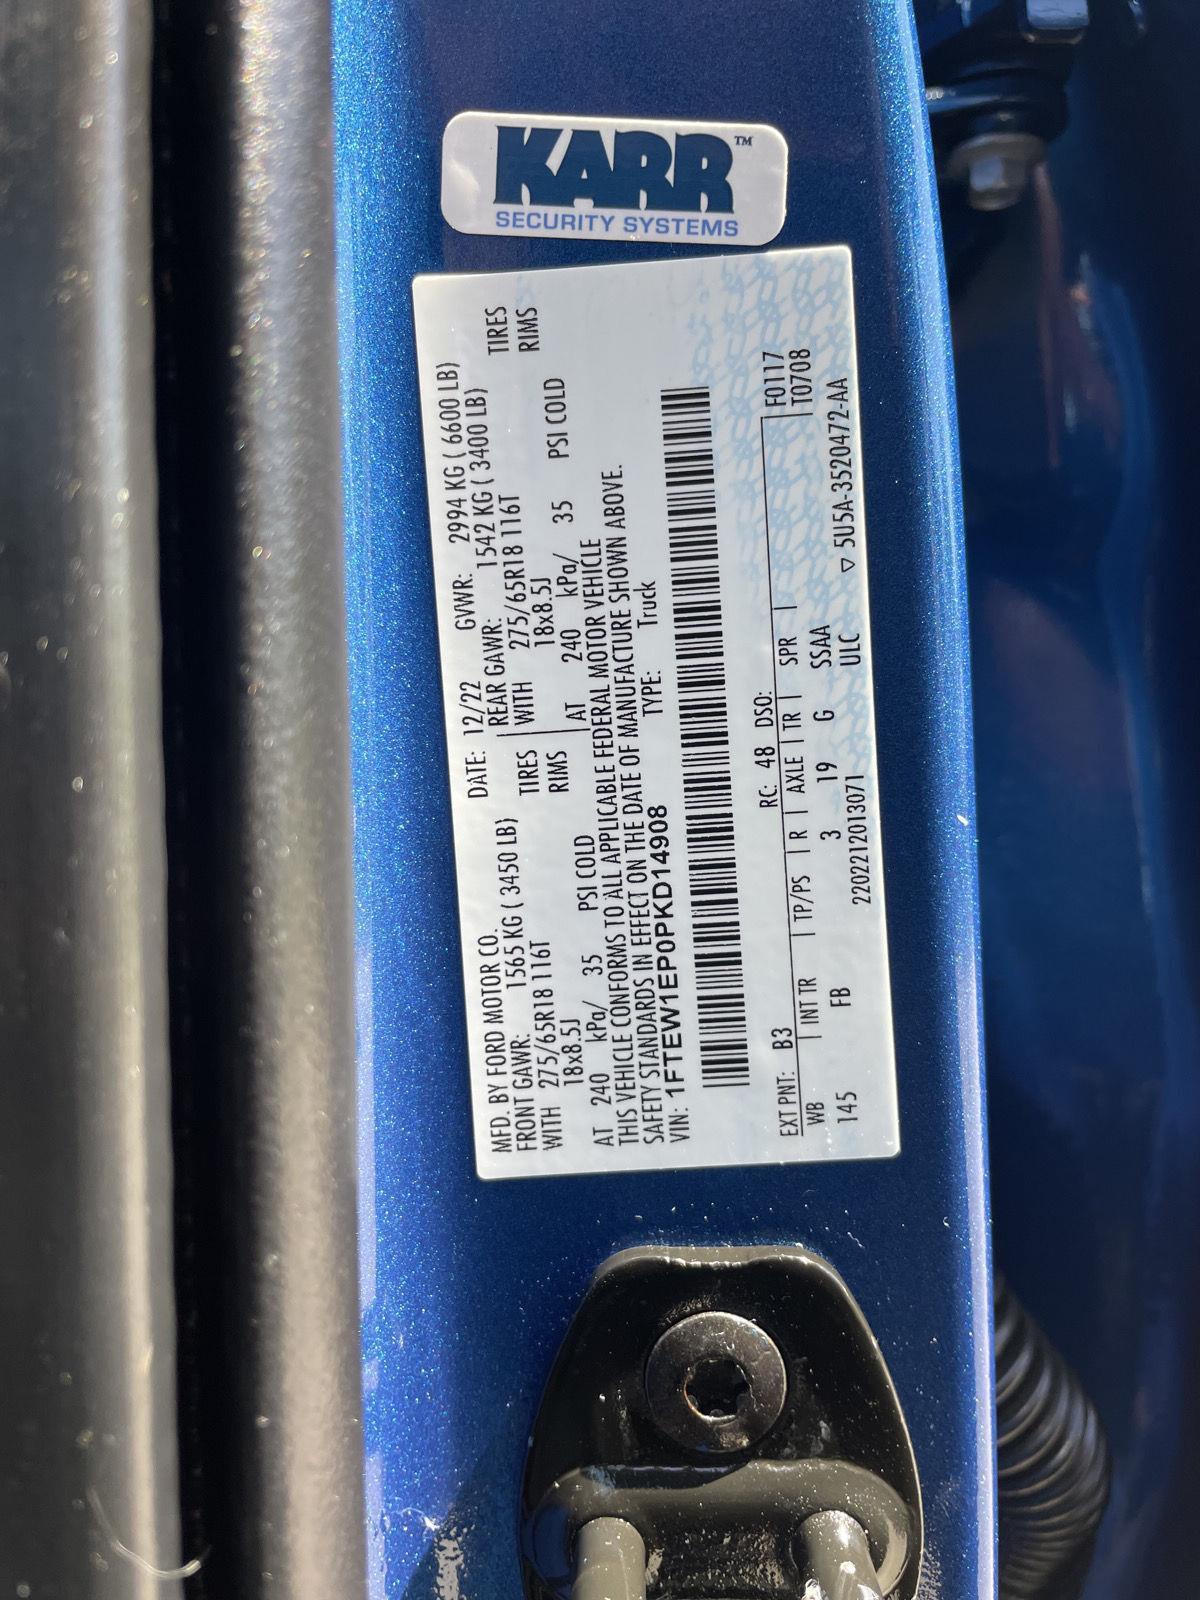 KARR™
SECURITY SYSTEMS
MFD. BY FORD MOTOR CO.
DATE: 12/22 GVWR: 2994 KG ( 6600 LB)
FRONT GAWR: 1565 KG ( 3450 LB)
REAR GAWR: 1542 KG ( 3400 LB)
WITH 275/65R18 116T TIRES
WITH 275/65R18 116T TIRES
18x8.5J RIMS
18x8.5J RIMS
AT 240 kPa/ 35 PSI COLD
AT 240 kPa/ 35 PSI COLD
THIS VEHICLE CONFORMS TO ALL APPLICABLE FEDERAL MOTOR VEHICLE
SAFETY STANDARDS IN EFFECT ON THE DATE OF MANUFACTURE SHOWN ABOVE.
VIN: 1FTEW1EP0PKD14908 TYPE: Truck
EXT PNT: B3 RC: 48 DSO: F0117
WB INT TR TP/PS R AXLE TR SPR T0708
145 FB 3 19 G SSAA
2202212013071 ULC ▽ 5U5A-3520472-AA